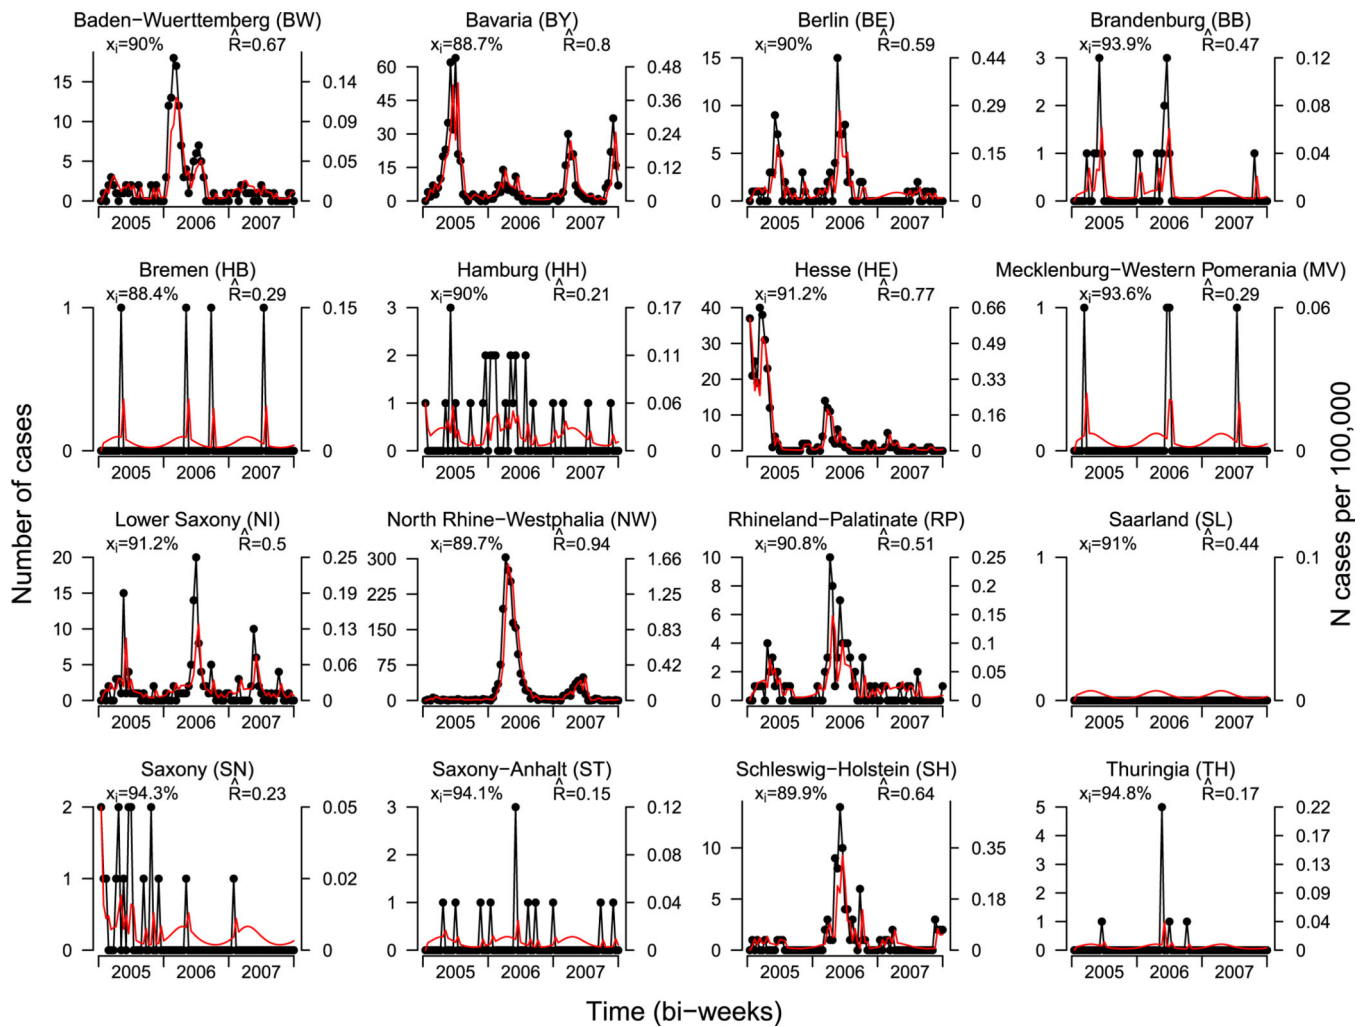 Baden−Wuerttemberg (BW)
xi=90% R̂=0.67
15
10
5
0
0.14
0.09
0.05
0
2005 2006 2007
Bavaria (BY)
xi=88.7% R̂=0.8
60
45
30
15
0
0.48
0.36
0.24
0.12
0
2005 2006 2007
Berlin (BE)
xi=90% R̂=0.59
15
10
5
0
0.44
0.29
0.15
0
2005 2006 2007
Brandenburg (BB)
xi=93.9% R̂=0.47
3
2
1
0
0.12
0.08
0.04
0
2005 2006 2007
Bremen (HB)
xi=88.4% R̂=0.29
1
0
0.15
0
2005 2006 2007
Hamburg (HH)
xi=90% R̂=0.21
3
2
1
0
0.17
0.11
0.06
0
2005 2006 2007
Hesse (HE)
xi=91.2% R̂=0.77
40
30
20
10
0
0.66
0.49
0.33
0.16
0
2005 2006 2007
Mecklenburg−Western Pomerania (MV)
xi=93.6% R̂=0.29
1
0
0.06
0
2005 2006 2007
Lower Saxony (NI)
xi=91.2% R̂=0.5
20
15
10
5
0
0.25
0.19
0.13
0.06
0
2005 2006 2007
North Rhine−Westphalia (NW)
xi=89.7% R̂=0.94
300
225
150
75
0
1.66
1.25
0.83
0.42
0
2005 2006 2007
Rhineland−Palatinate (RP)
xi=90.8% R̂=0.51
10
8
6
4
2
0
0.25
0.2
0.15
0.1
0.05
0
2005 2006 2007
Saarland (SL)
xi=91% R̂=0.44
1
0
0.1
0
2005 2006 2007
Saxony (SN)
xi=94.3% R̂=0.23
2
1
0
0.05
0.02
0
2005 2006 2007
Saxony−Anhalt (ST)
xi=94.1% R̂=0.15
3
2
1
0
0.12
0.08
0.04
0
2005 2006 2007
Schleswig−Holstein (SH)
xi=89.9% R̂=0.64
10
5
0
0.35
0.18
0
2005 2006 2007
Thuringia (TH)
xi=94.8% R̂=0.17
5
4
3
2
1
0
0.22
0.17
0.13
0.09
0.04
0
2005 2006 2007
Number of cases
N cases per 100,000
Time (bi−weeks)